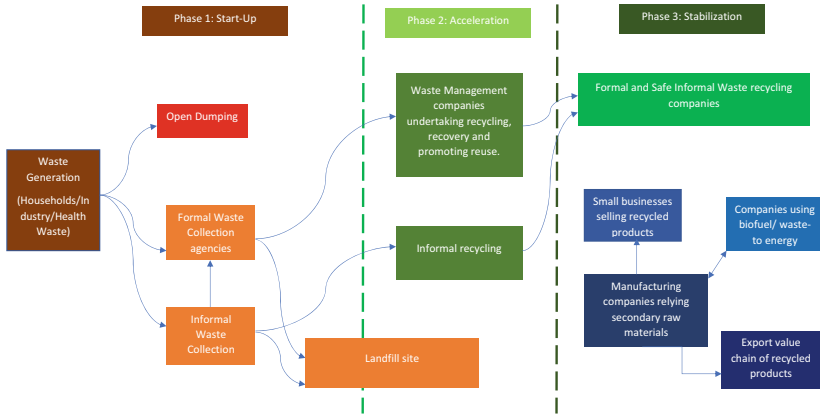 Phase 1: Start-Up
Phase 2: Acceleration
Phase 3: Stabilization
Waste Management
companies
undertaking recycling,
recovery and
promoting reuse.
Formal and Safe Informal Waste recycling
companies
Open Dumping
Waste
Generation
(Households/In
dustry/Health
Waste)
Formal Waste
Collection
agencies
Informal recycling
Small businesses
selling recycled
products
Companies using
biofuel/ waste-
to energy
Informal
Waste
Collection
Manufacturing
companies relying
secondary raw
materials
Landfill site
Export value
chain of recycled
products